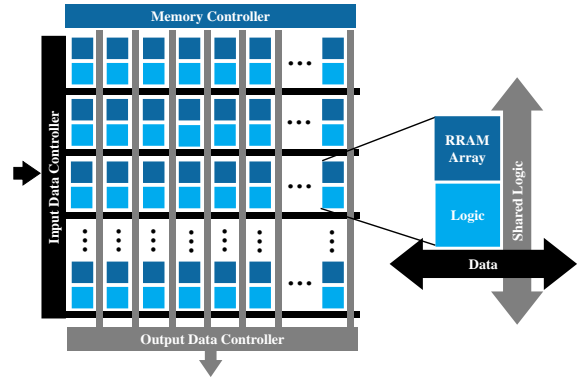 Memory Controller
Input Data Controller
RRAM
Array
Logic
Shared Logic
Data
Output Data Controller